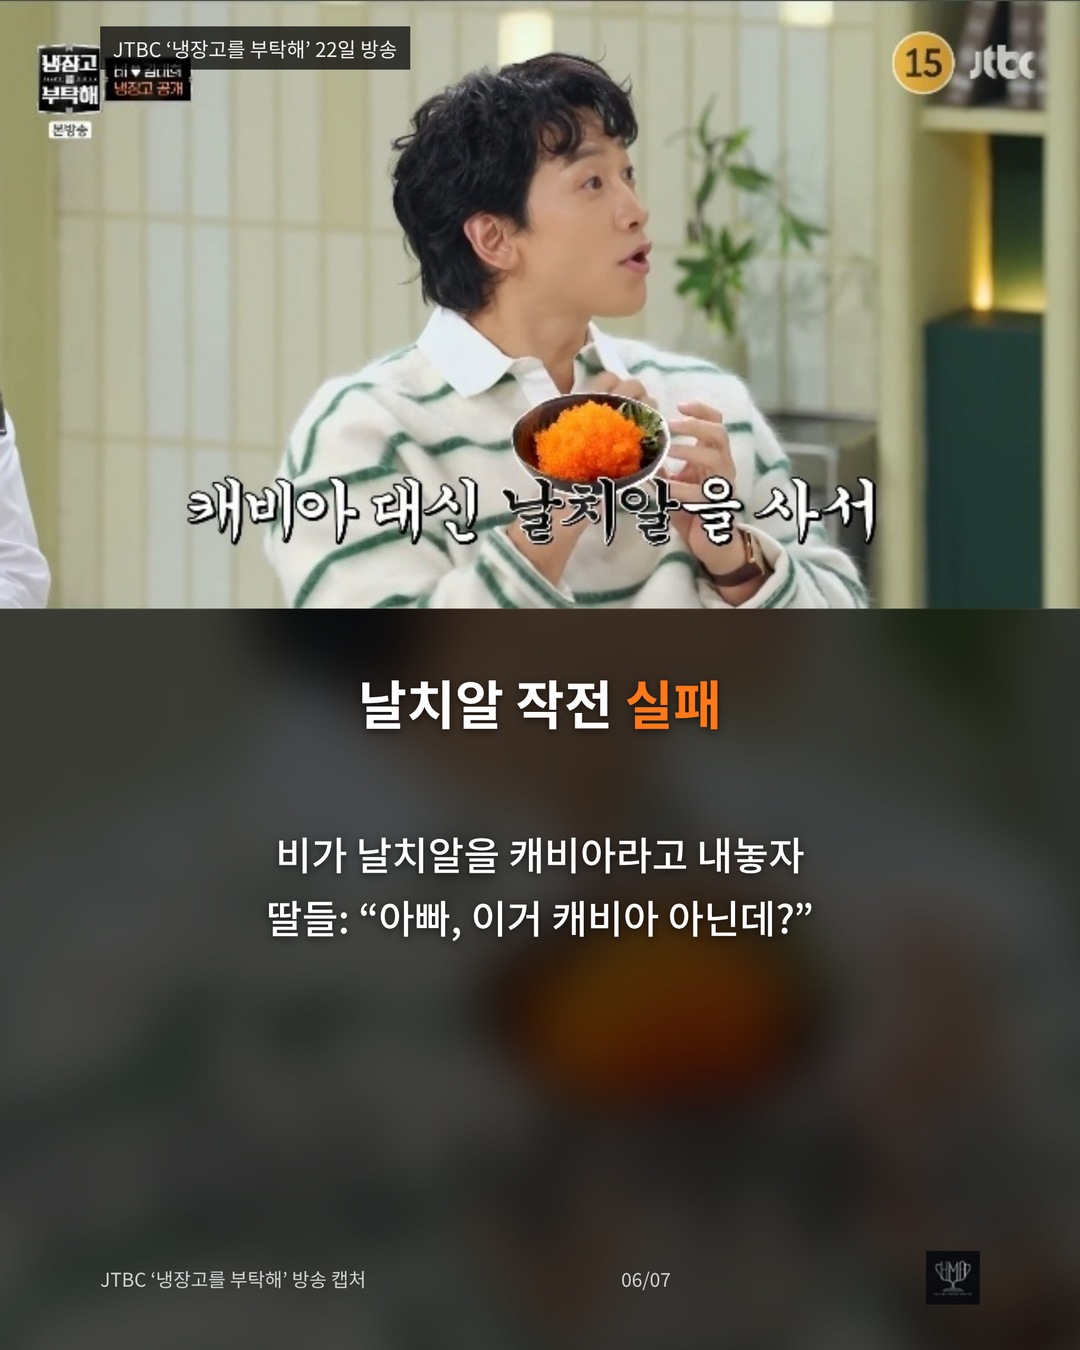 JTBC ‘냉장고를 부탁해’ 22일 방송
냉장고
부탁해
본방송
비 ♥ 김태희
냉장고 공개
15
jtbc
캐비아 대신 날치알을 사서
날치알 작전 실패
비가 날치알을 캐비아라고 내놓자
딸들: “아빠, 이거 캐비아 아닌데?”
JTBC ‘냉장고를 부탁해’ 방송 캡처
06/07